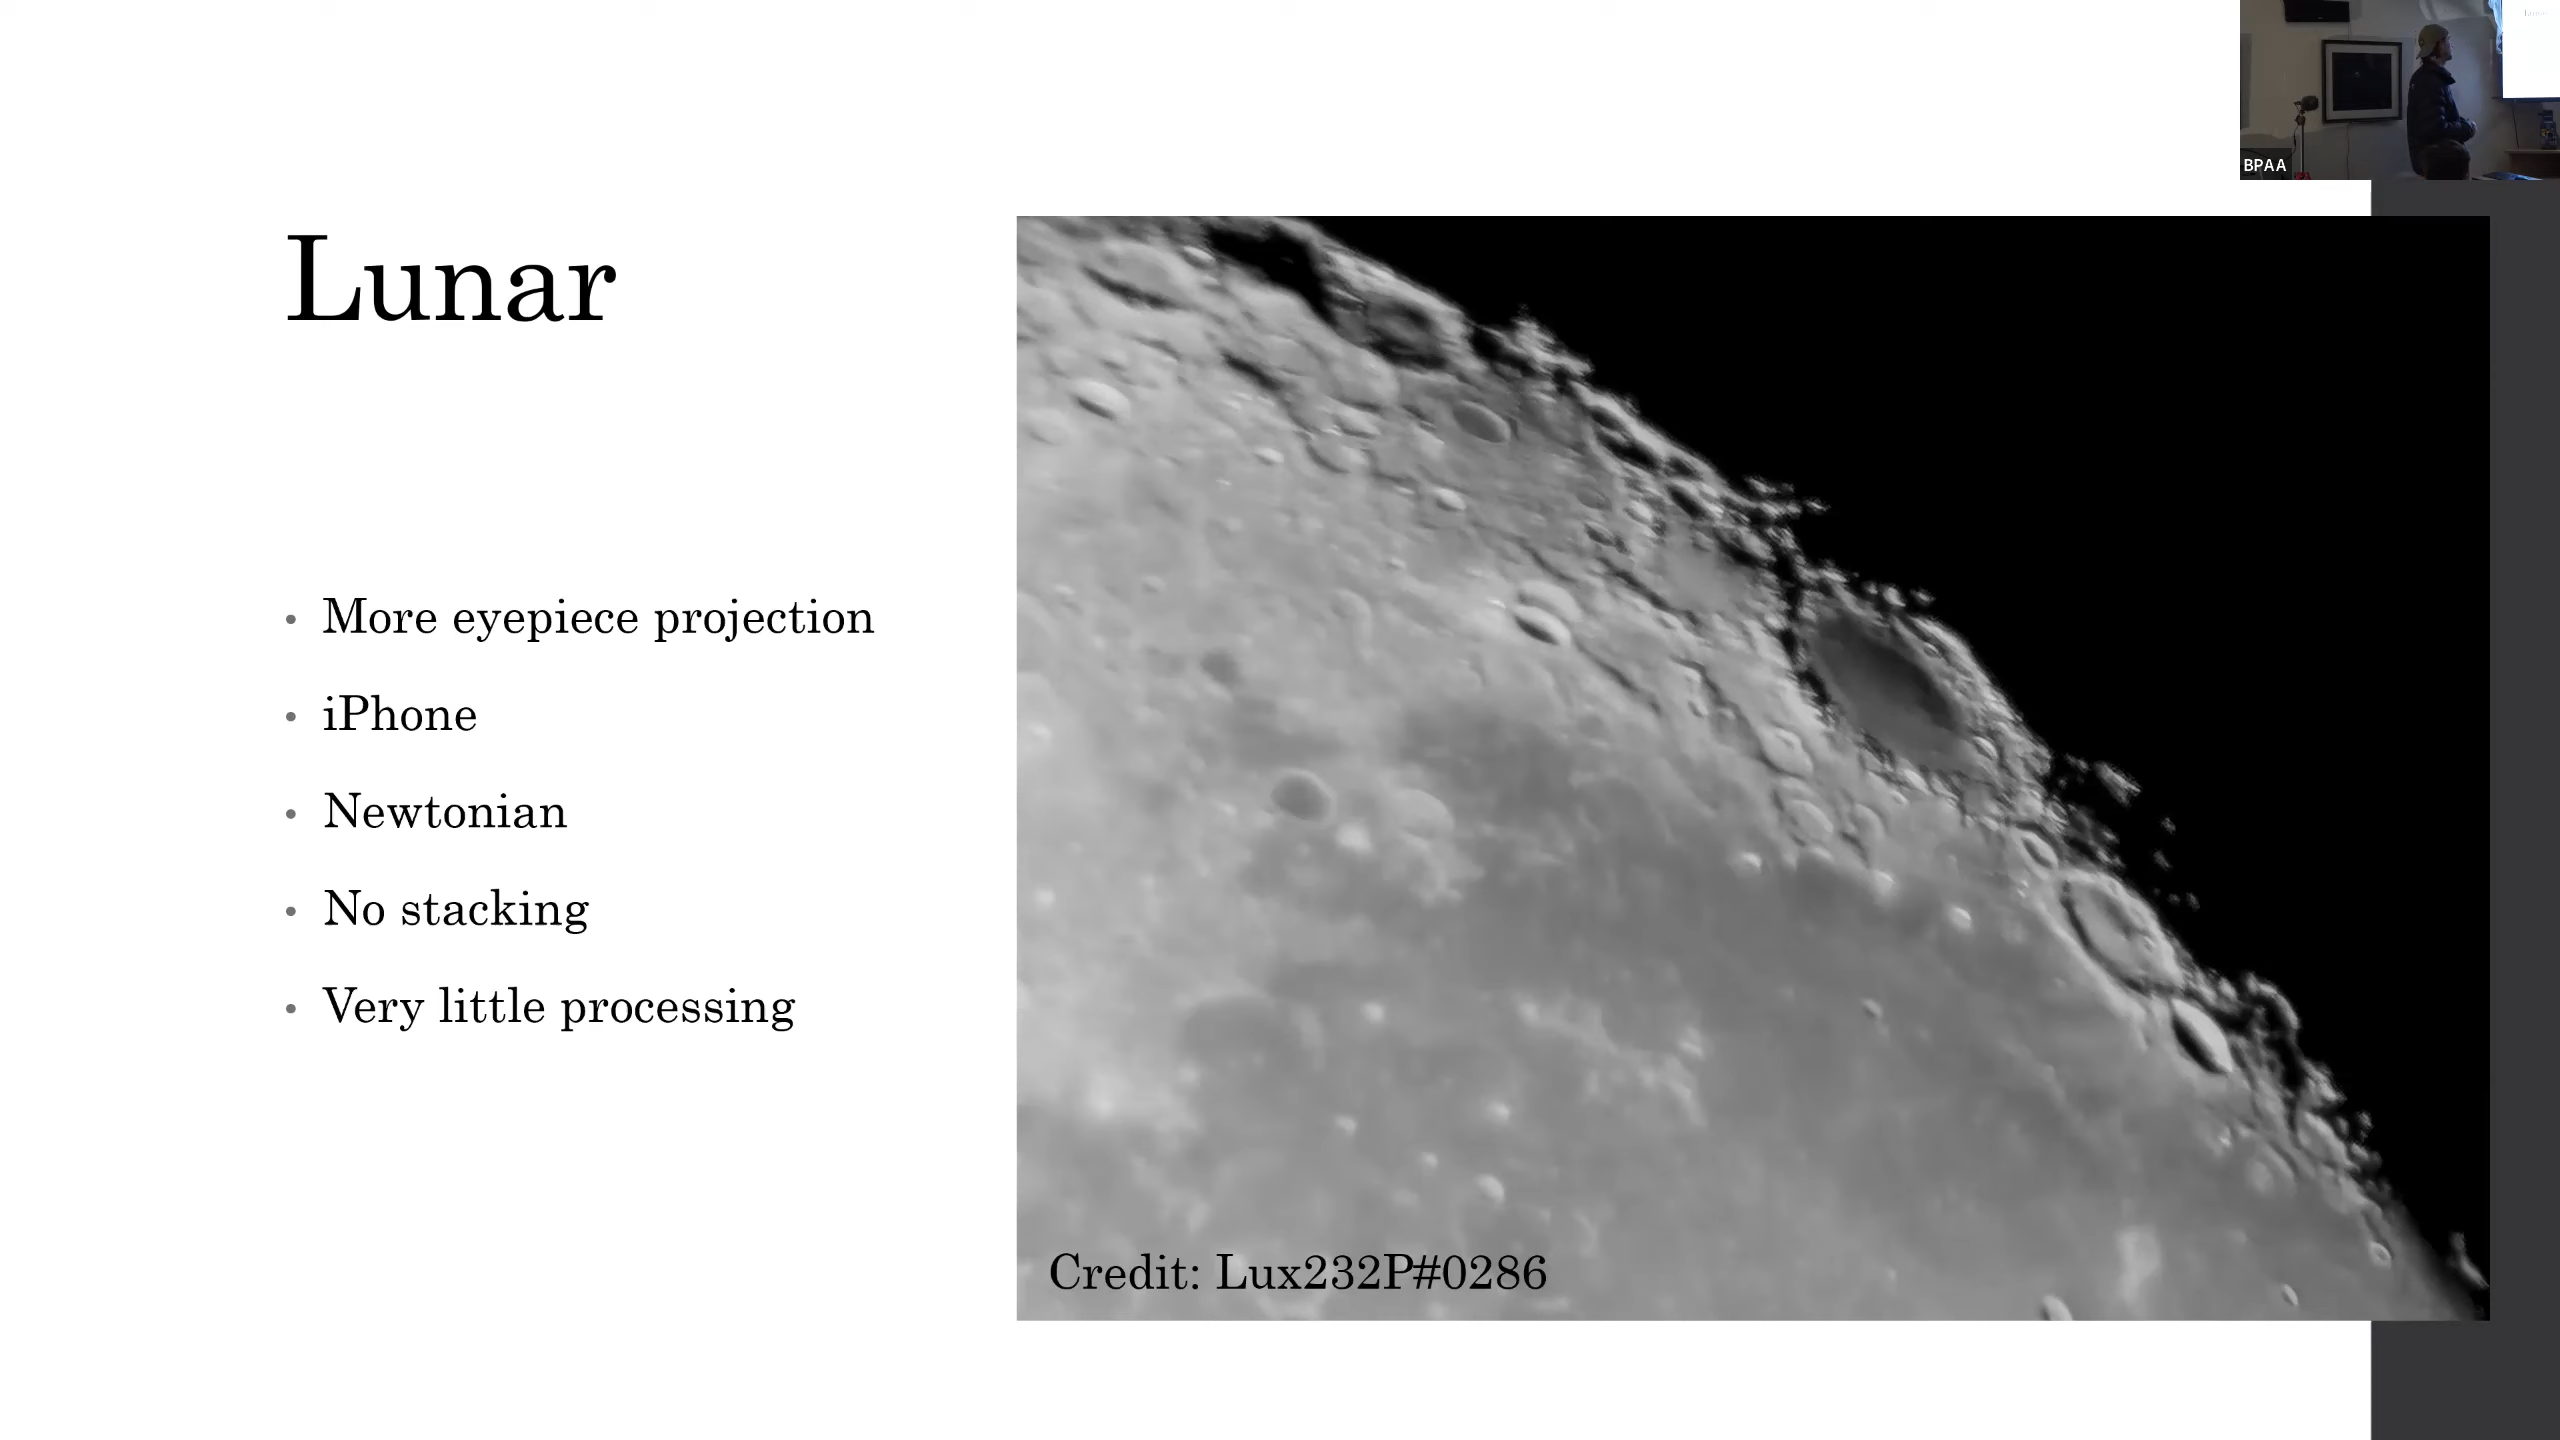 BPAA
Lunar
More eyepiece projection
iPhone
Newtonian
No stacking
Very little processing
Credit: Lux232P#0286